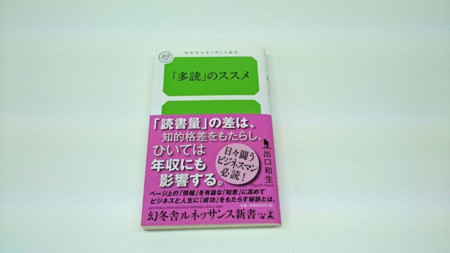 幻冬舎ルネッサンス新書
「多読」のススメ
「読書量」の差は、
知的格差をもたらし、
ひいては
年収にも
影響する。
日々闘う
ビジネスマン
必読！
出口和生
ページ上の「情報」を有益な「知恵」に高めて
ビジネスと人生に「成功」をもたらす秘訣とは。
幻冬舎ルネッサンス新書